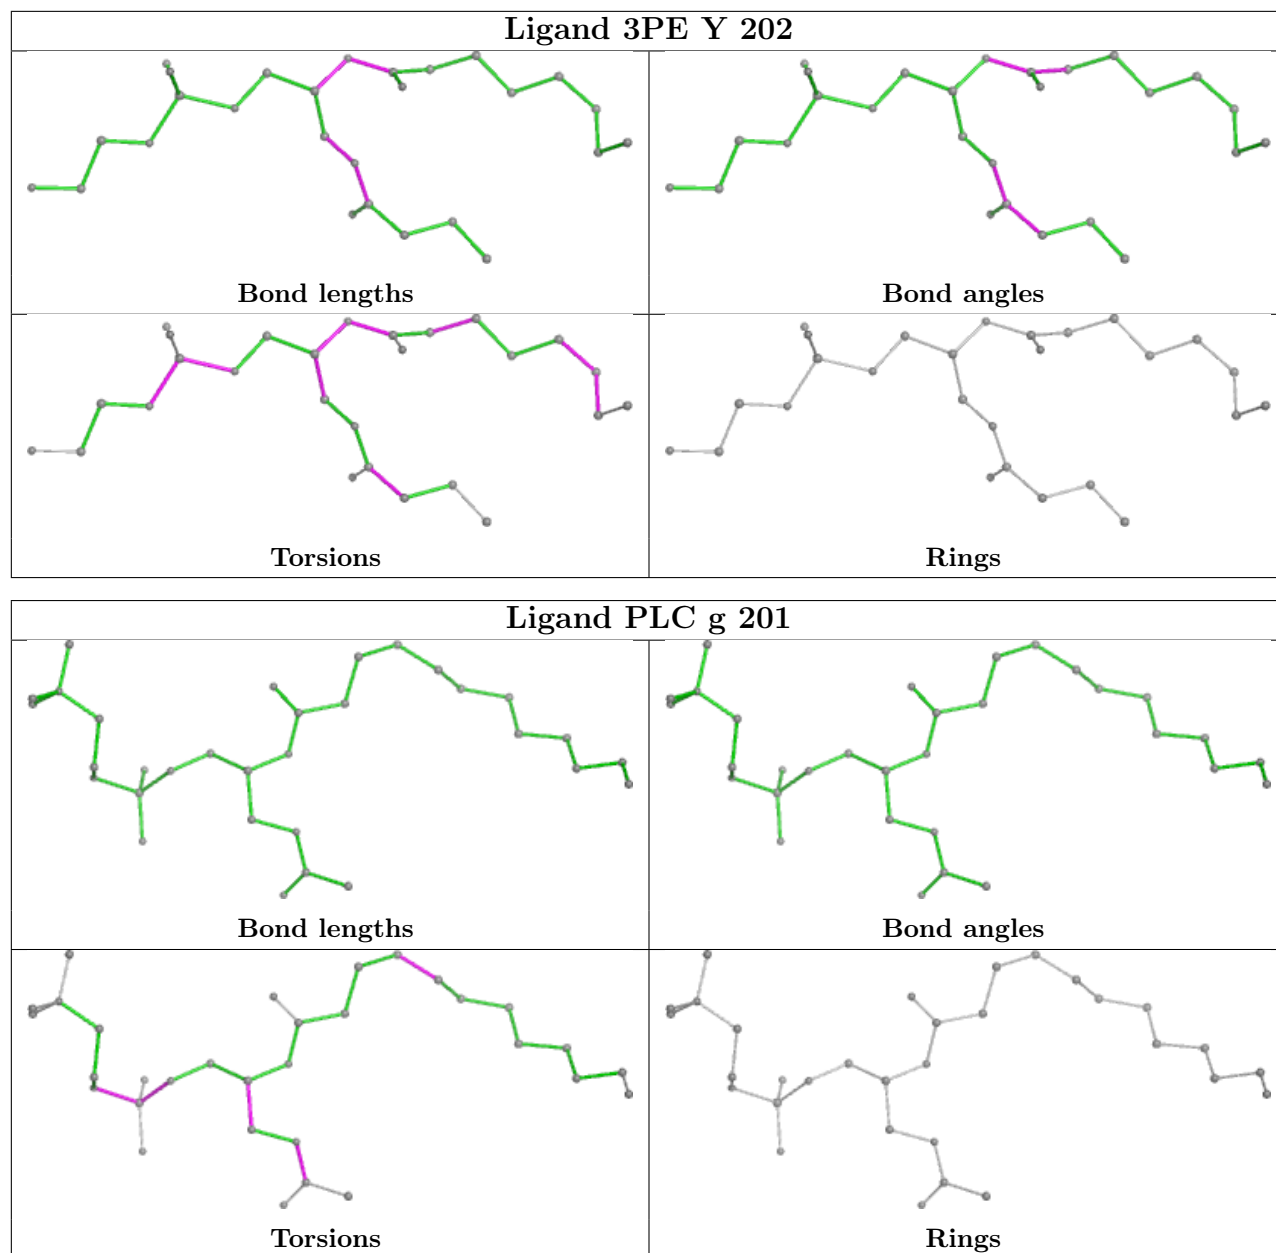 Ligand 3PE Y 202
Bond lengths
Bond angles
Torsions
Rings
Ligand PLC g 201
Bond lengths
Bond angles
Torsions
Rings